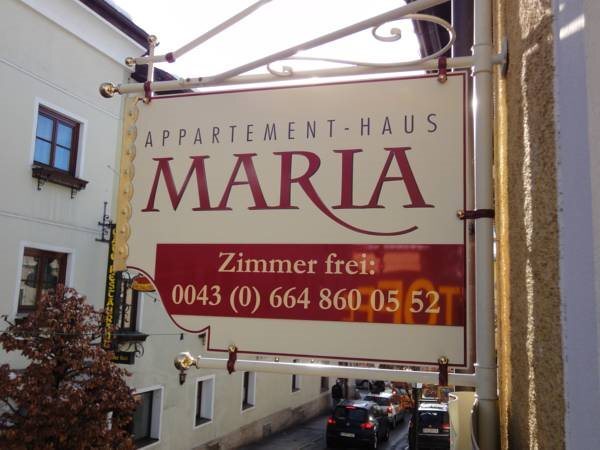 APPARTEMENT-HAUS
MARIA
Zimmer frei:
0043 (0) 664 860 05 52